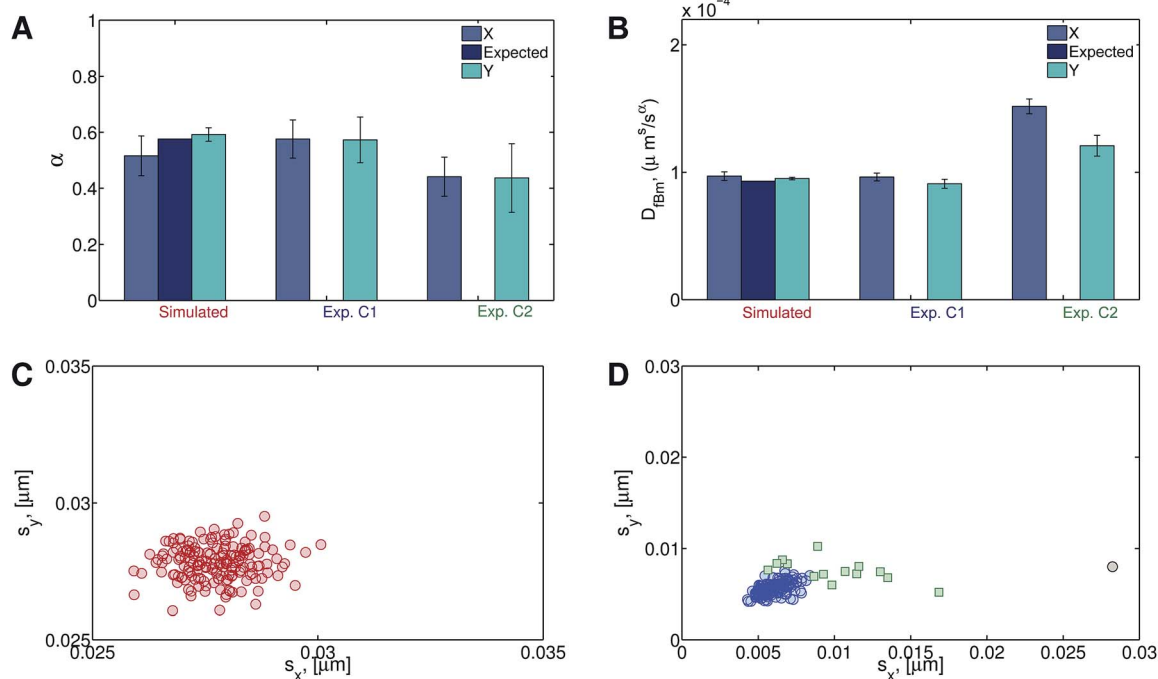 A
1
0.8
0.6
0.4
0.2
0
α
X
Expected
Y
Simulated
Exp. C1
Exp. C2
B
x 10⁻⁴
2
1
0
D_fBm, (μ m^s/s^α)
X
Expected
Y
Simulated
Exp. C1
Exp. C2
C
0.035
0.03
0.025
s_y, [μm]
0.025
0.03
0.035
s_x, [μm]
D
0.03
0.02
0.01
0
s_y, [μm]
0
0.005
0.01
0.015
0.02
0.025
0.03
s_x, [μm]